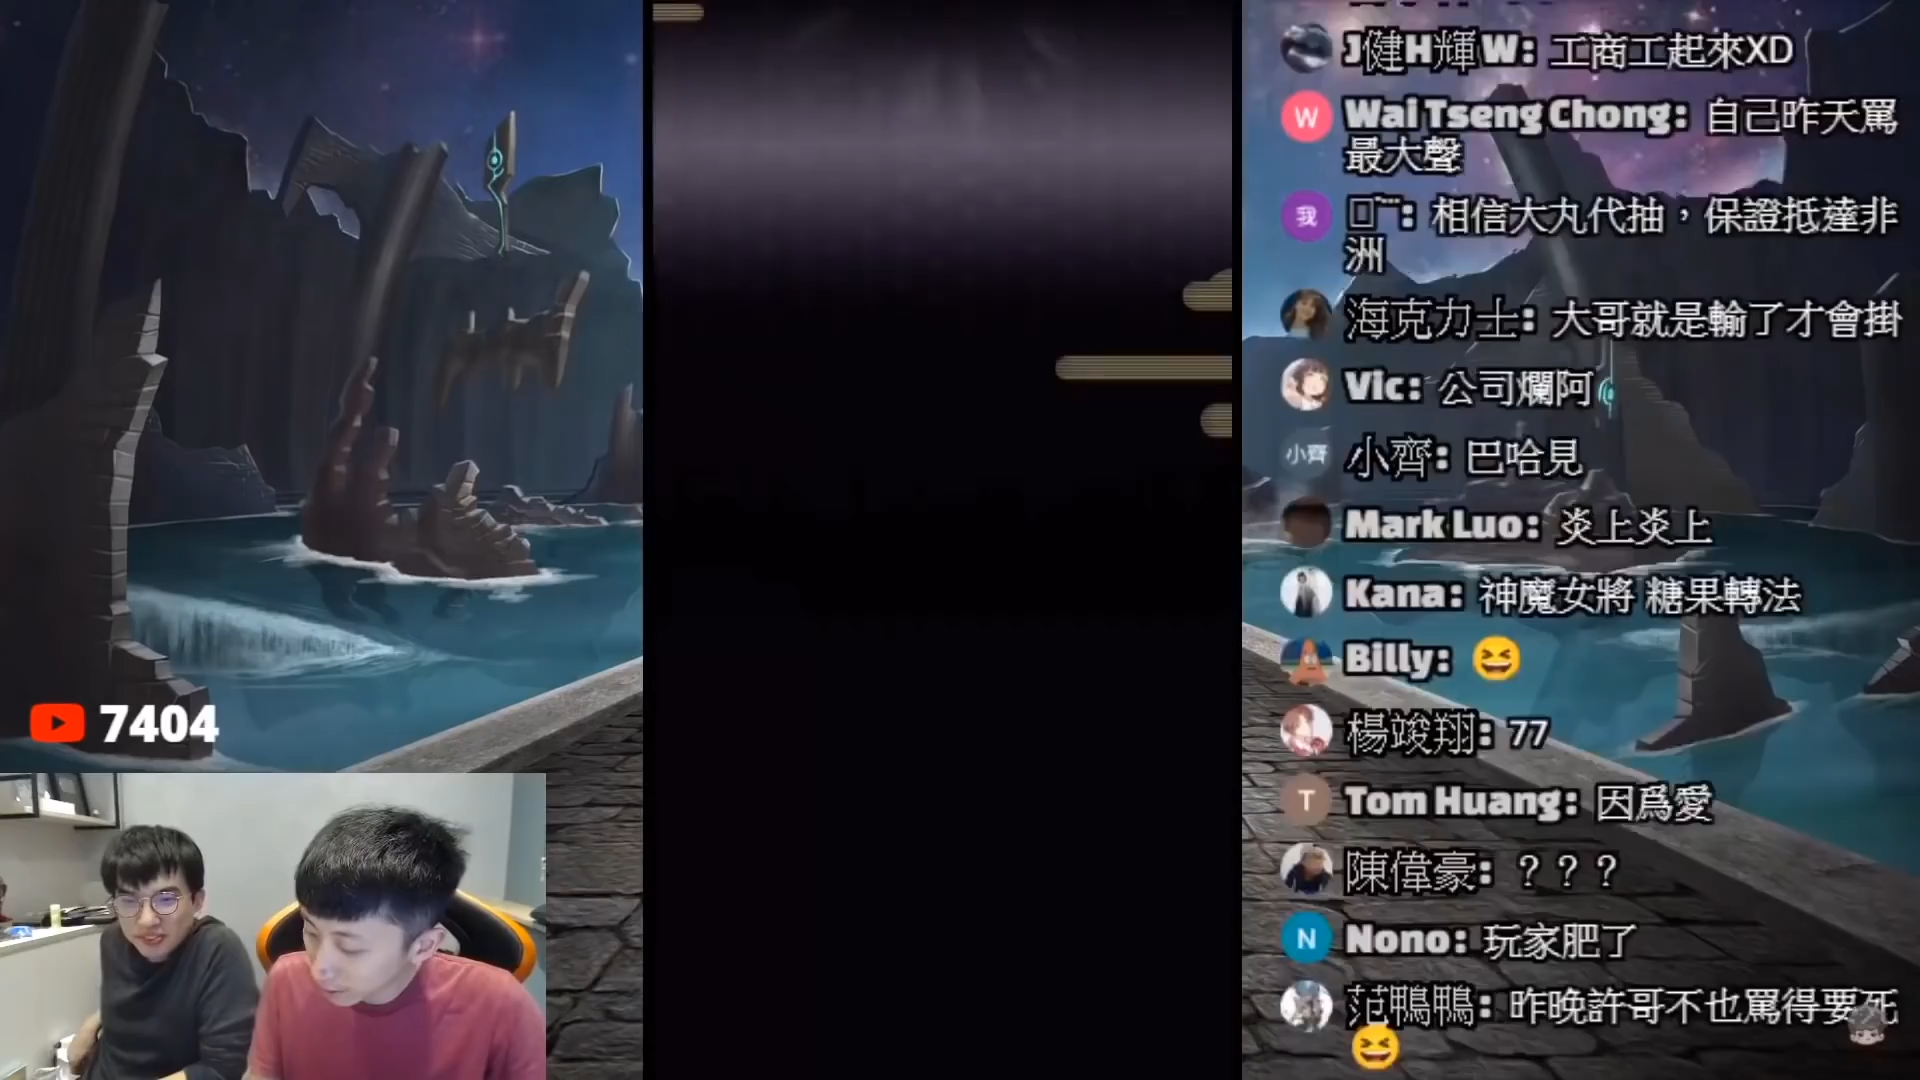 J健H輝W: 工商工起來XD
W
Wai Tseng Chong: 自己昨天罵
最大聲
我
相信大丸代抽，保證抵達非
洲
海克力士: 大哥就是輸了才會掛
Vic: 公司爛阿
小齊
小齊: 巴哈見
Mark Luo: 炎上炎上
Kana: 神魔女將 糖果轉法
Billy: 😆
7404
楊竣翔: 77
T
Tom Huang: 因爲愛
陳偉豪: ？？？
N
Nono: 玩家肥了
范鴨鴨: 昨晚許哥不也罵得要死
😆